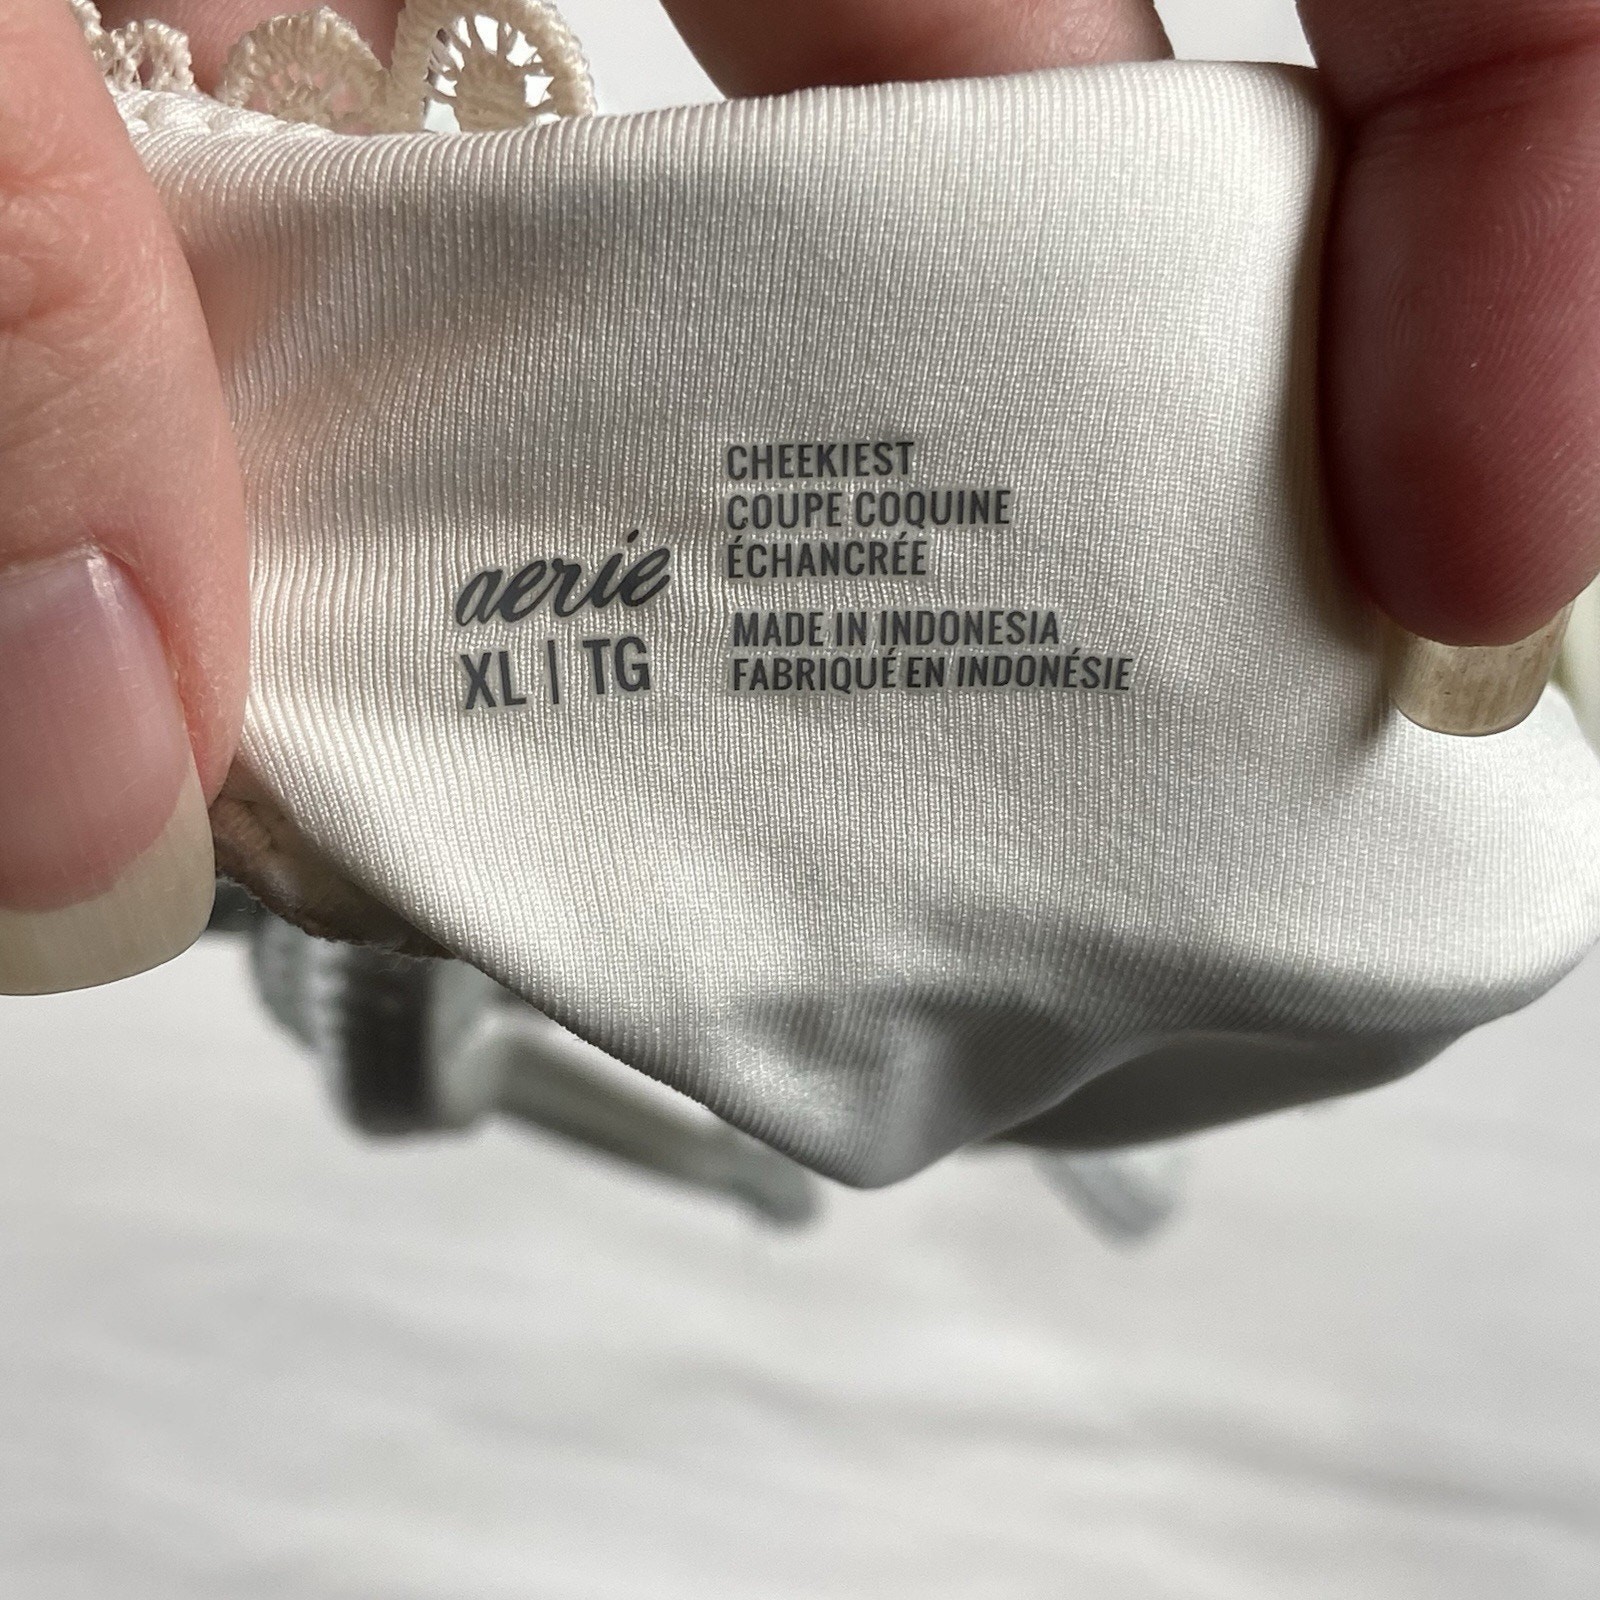 aerie
XL | TG
CHEEKIEST
COUPE COQUINE
ÉCHANCRÉE
MADE IN INDONESIA
FABRIQUÉ EN INDONÉSIE